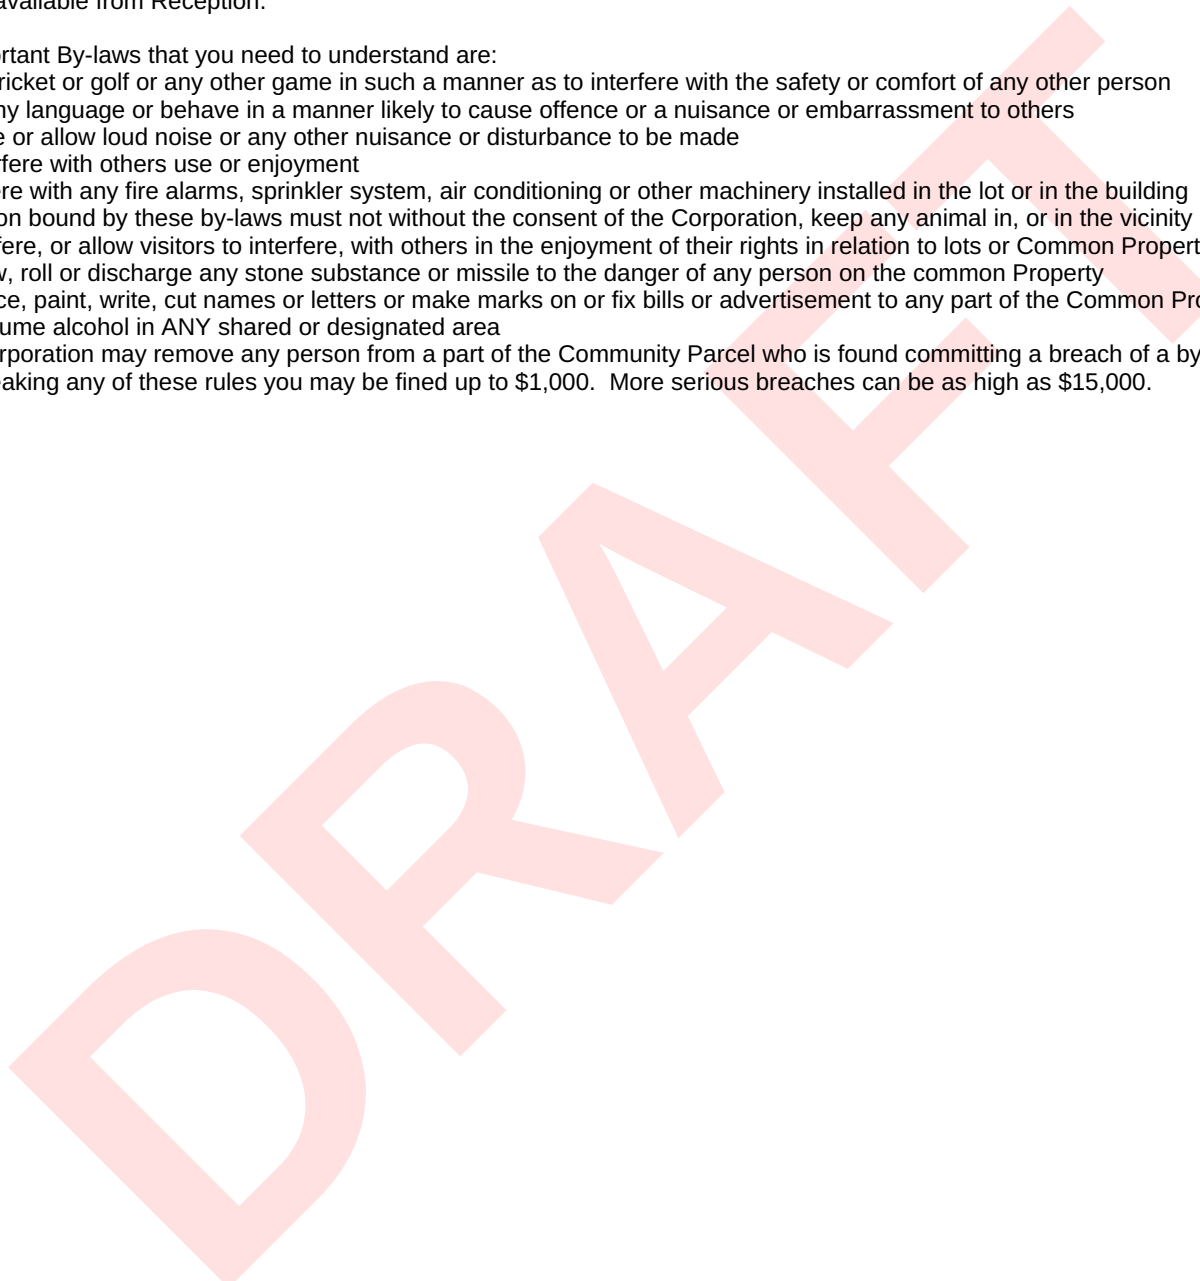 available from Reception.
rtant By-laws that you need to understand are:
ricket or golf or any other game in such a manner as to interfere with the safety or comfort of any other person
ny language or behave in a manner likely to cause offence or a nuisance or embarrassment to others
e or allow loud noise or any other nuisance or disturbance to be made
rfere with others use or enjoyment
ere with any fire alarms, sprinkler system, air conditioning or other machinery installed in the lot or in the building
on bound by these by-laws must not without the consent of the Corporation, keep any animal in, or in the vicinity
fere, or allow visitors to interfere, with others in the enjoyment of their rights in relation to lots or Common Propert
w, roll or discharge any stone substance or missile to the danger of any person on the common Property
ce, paint, write, cut names or letters or make marks on or fix bills or advertisement to any part of the Common Pro
ume alcohol in ANY shared or designated area
rporation may remove any person from a part of the Community Parcel who is found committing a breach of a by
eaking any of these rules you may be fined up to $1,000.  More serious breaches can be as high as $15,000.
DRAFT